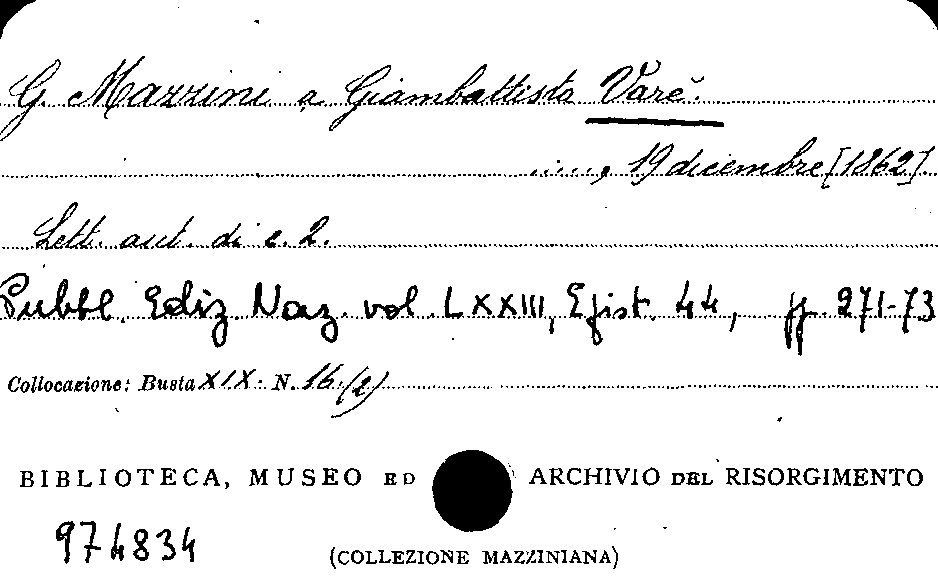 G. Mazzini a Giambattista Varè.
....., 19 dicembre [1862].
Lett. aut. di c. 2.
Pubbl. Ediz. Naz. vol. LXXIII, Epist. 44, pp. 271-73
Collocazione: Busta XIX. N. 16/(2)
BIBLIOTECA, MUSEO ED ARCHIVIO DEL RISORGIMENTO
974834
(COLLEZIONE MAZZINIANA)